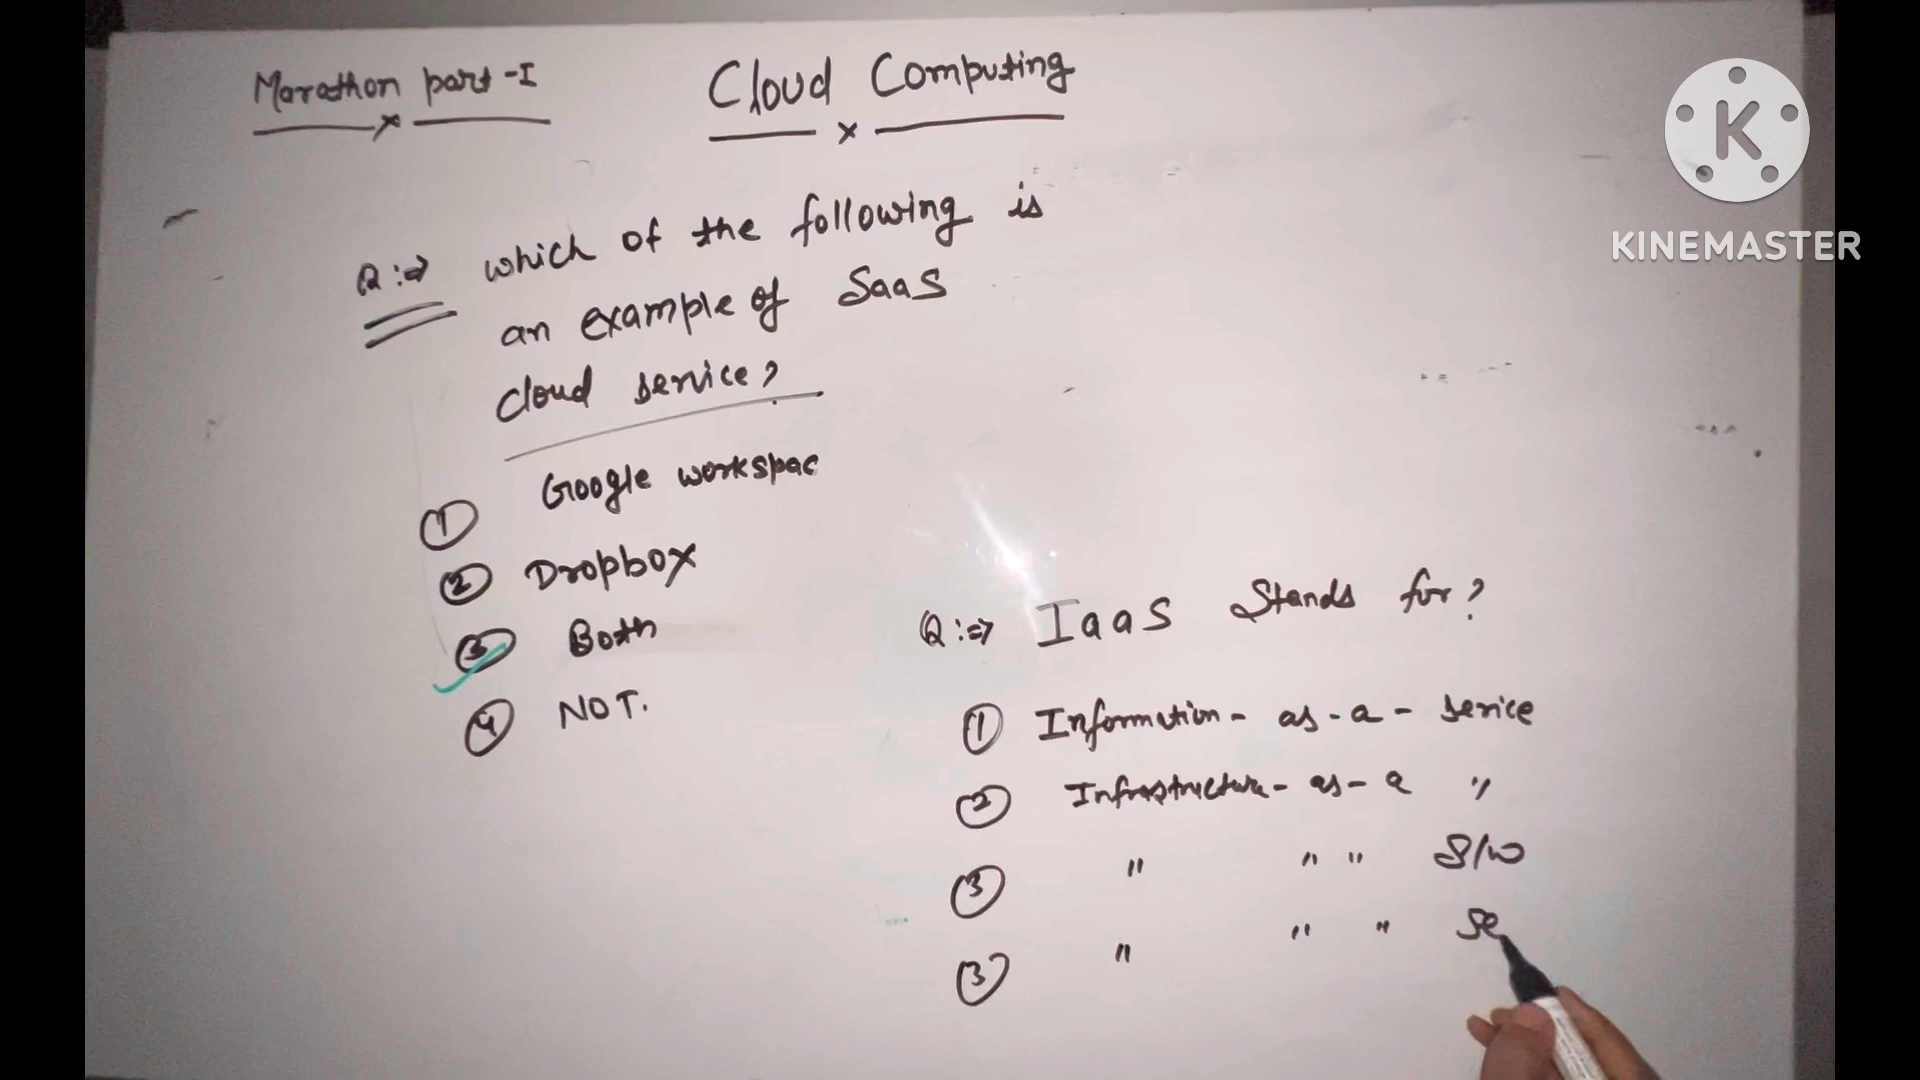 Marathon part-I
Cloud Computing
K
KINEMASTER
Q:⇒ which of the following is
an example of SaaS
cloud service?
① Google workspac
② Dropbox
③ Both
④ NOT.
Q:⇒ IaaS Stands for?
① Information - as - a - serice
② Infrastructure - as - a "
③ " " " S/W
③ " " " Se